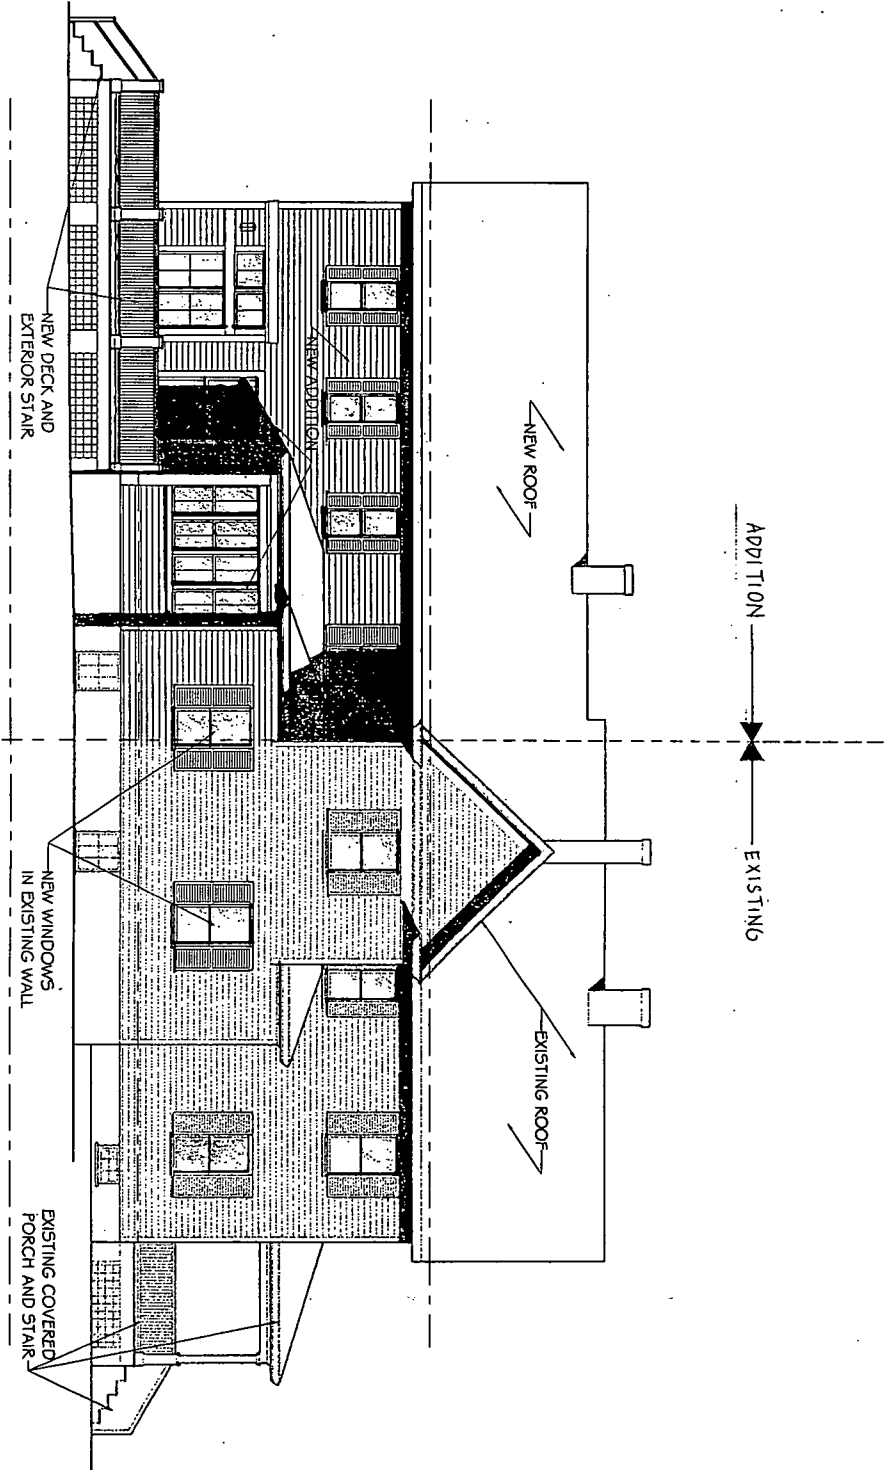 ADDITION
EXISTING
NEW ROOF
EXISTING ROOF
NEW ADDITION
NEW DECK AND
EXTERIOR STAIR
NEW WINDOWS
IN EXISTING WALL
EXISTING COVERED
PORCH AND STAIR